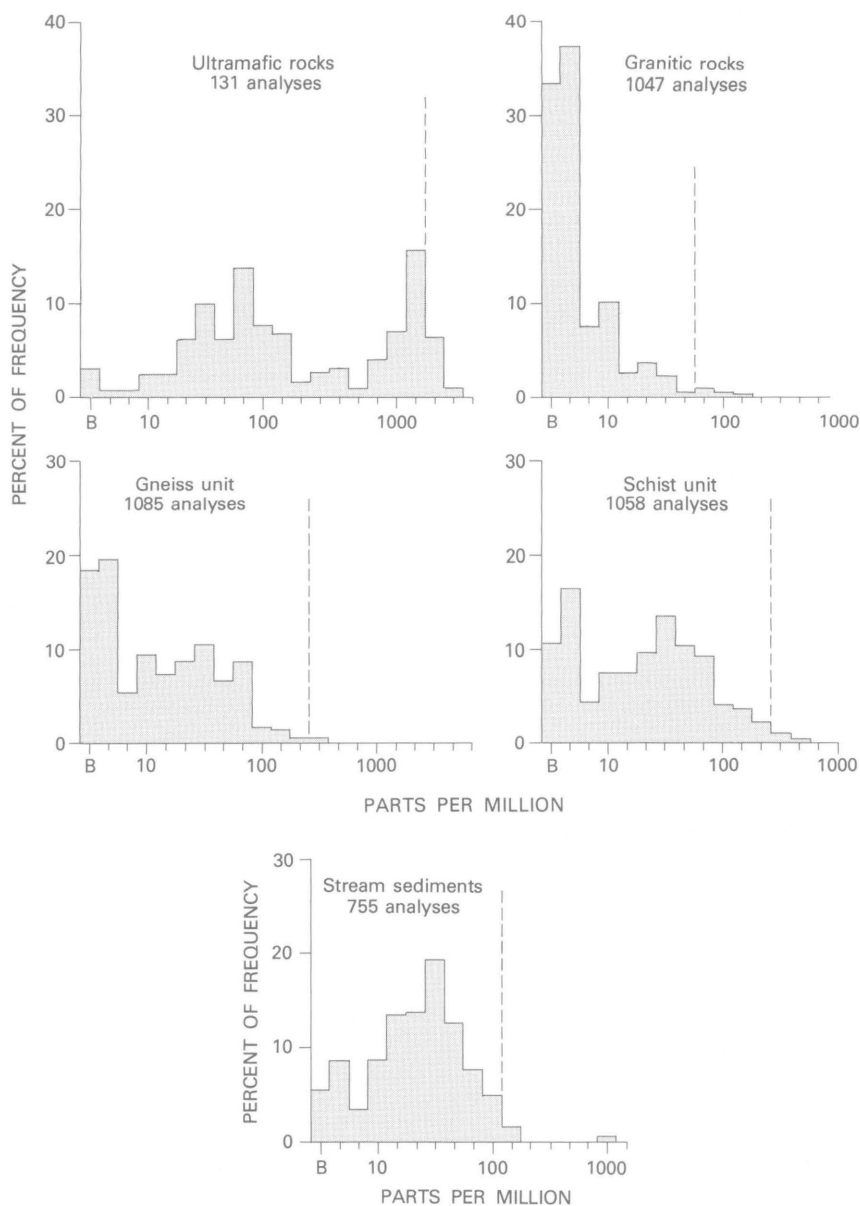 40
30
20
10
0
Ultramafic rocks
131 analyses
B 10 100 1000
40
30
20
10
0
Granitic rocks
1047 analyses
B 10 100 1000
PERCENT OF FREQUENCY
30
20
10
0
Gneiss unit
1085 analyses
B 10 100 1000
30
20
10
0
Schist unit
1058 analyses
B 10 100 1000
PARTS PER MILLION
PERCENT OF FREQUENCY
30
20
10
0
Stream sediments
755 analyses
B 10 100 1000
PARTS PER MILLION